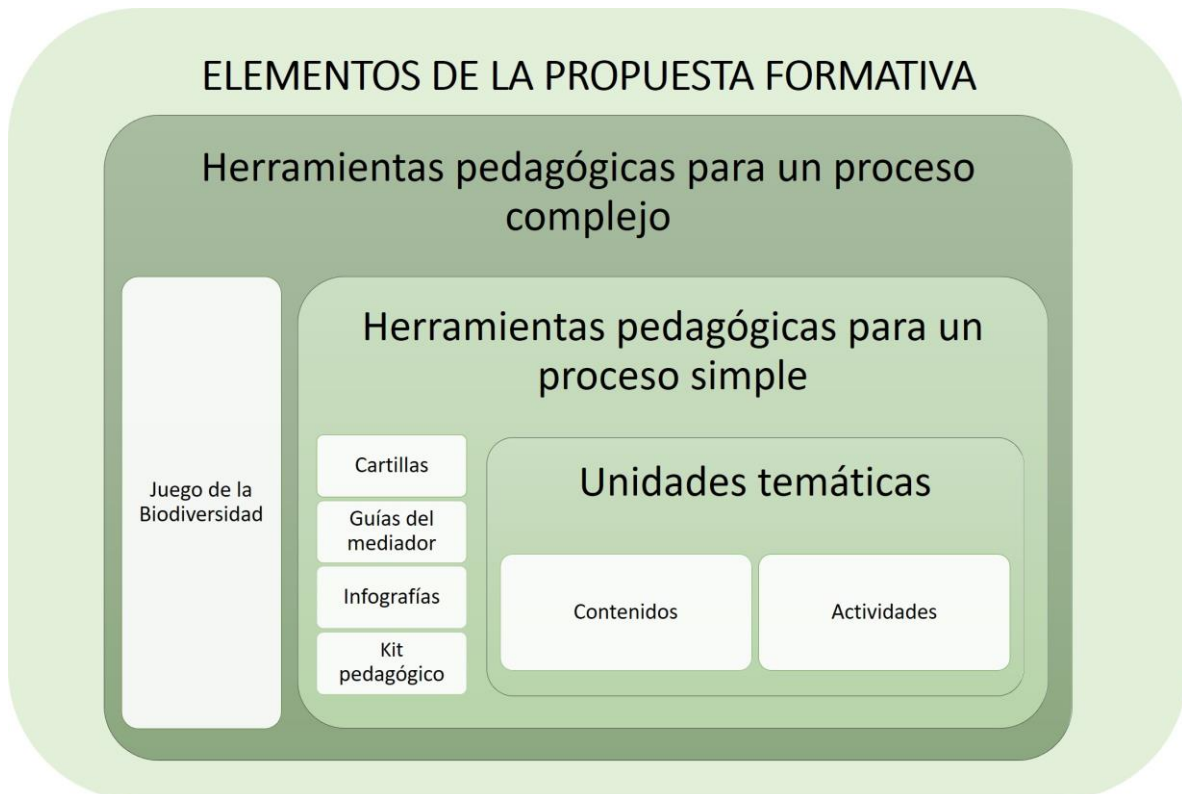 ELEMENTOS DE LA PROPUESTA FORMATIVA
Herramientas pedagógicas para un proceso
complejo
Juego de la
Biodiversidad
Herramientas pedagógicas para un
proceso simple
Cartillas
Guías del
mediador
Infografías
Kit
pedagógico
Unidades temáticas
Contenidos
Actividades